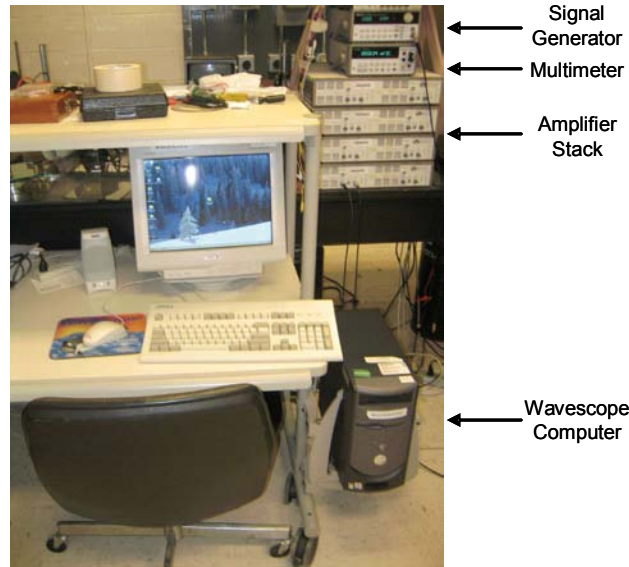 Signal
Generator
Multimeter
Amplifier
Stack
Wavescope
Computer